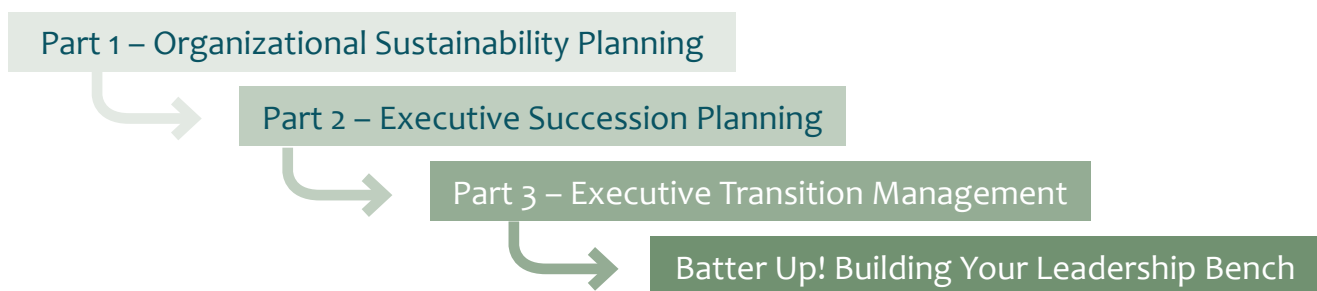 Part 1 – Organizational Sustainability Planning
Part 2 – Executive Succession Planning
Part 3 – Executive Transition Management
Batter Up! Building Your Leadership Bench